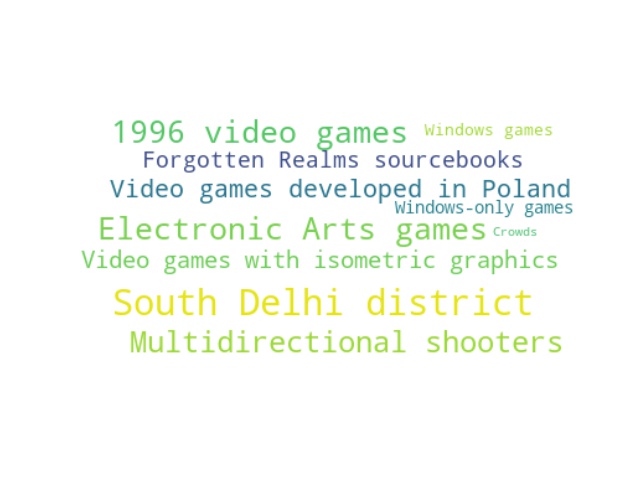 1996 video games
Windows games
Forgotten Realms sourcebooks
Video games developed in Poland
Windows-only games
Electronic Arts games
Crowds
Video games with isometric graphics
South Delhi district
Multidirectional shooters